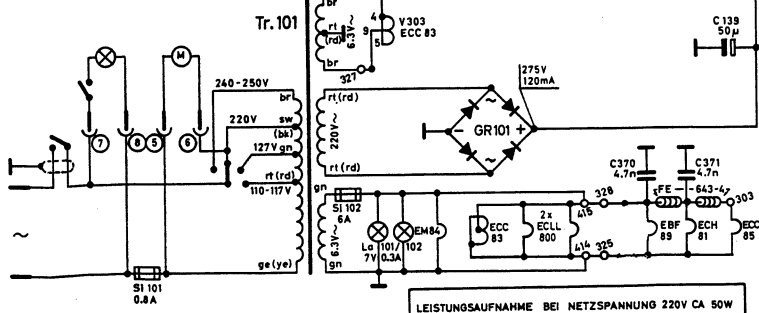 br
Tr.101
rt
(rd)
6.3V~
br
4
9
5
V303
ECC 83
327
C 139
50µ
M
7
8
5
6
240-250V
br
220V
sw
(bk)
127V gn
rt (rd)
110-117V
rt (rd)
220V~
rt (rd)
275V
120mA
~
- GR101 +
~
gn
Si 102
6A
6.3V~
La 101/
102
7V 0.3A
EM84
gn
ge(ye)
~
Si 101
0.8A
ECC
83
2x
ECLL
800
415
328
414
325
C370
4.7n
C371
4.7n
FE - 643-4
303
EBF
89
ECH
81
ECC
85
LEISTUNGSAUFNAHME BEI NETZSPANNUNG 220V CA 50W